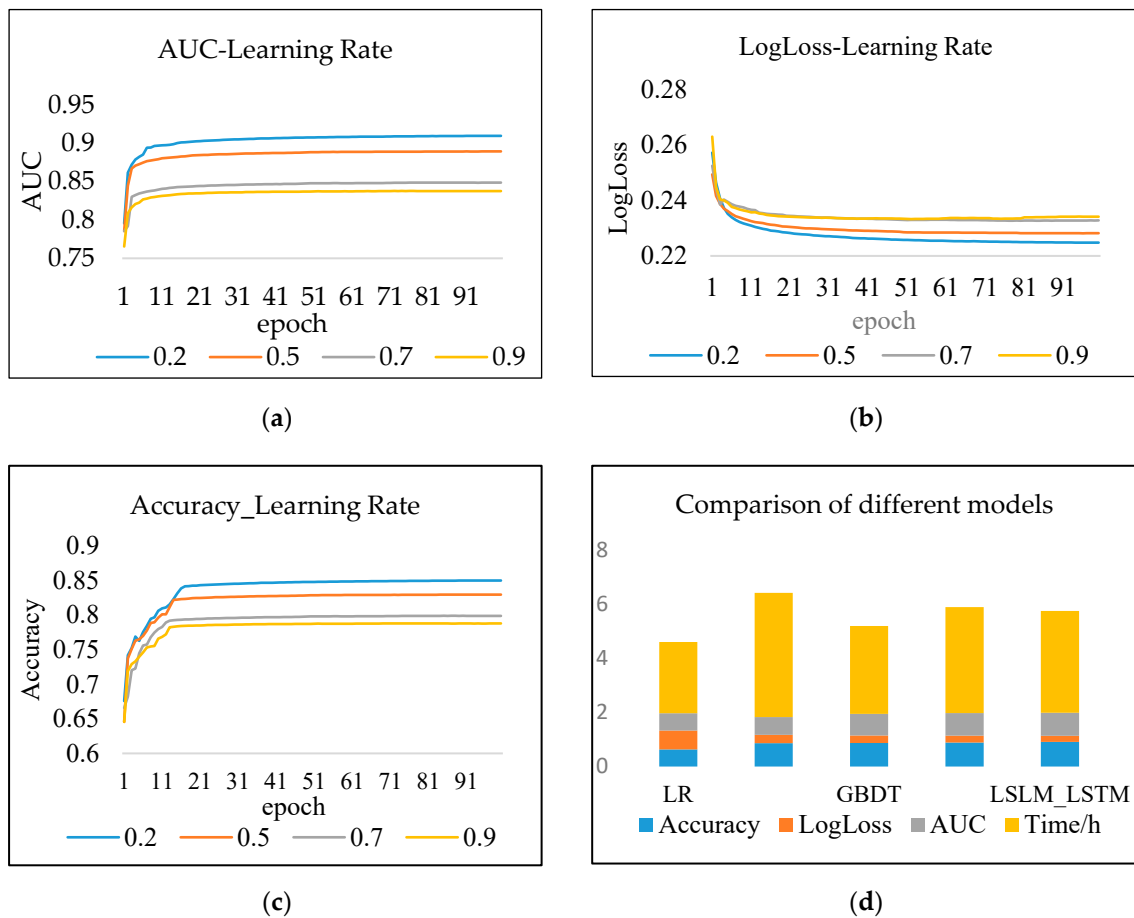 AUC-Learning Rate
0.95
0.9
0.85
0.8
0.75
AUC
1 11 21 31 41 51 61 71 81 91
epoch
0.2 0.5 0.7 0.9
(a)
LogLoss-Learning Rate
0.28
0.26
0.24
0.22
LogLoss
1 11 21 31 41 51 61 71 81 91
epoch
0.2 0.5 0.7 0.9
(b)
Accuracy_Learning Rate
0.9
0.85
0.8
0.75
0.7
0.65
0.6
Accuracy
1 11 21 31 41 51 61 71 81 91
epoch
0.2 0.5 0.7 0.9
(c)
Comparison of different models
8
6
4
2
0
LR GBDT LSLM_LSTM
Accuracy LogLoss AUC Time/h
(d)